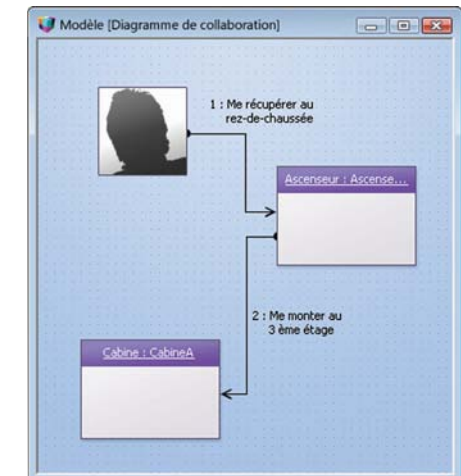 Modèle [Diagramme de collaboration]
1 : Me récupérer au
rez-de-chaussée
Ascenseur : Ascense...
2 : Me monter au
3 ème étage
Cabine : CabineA